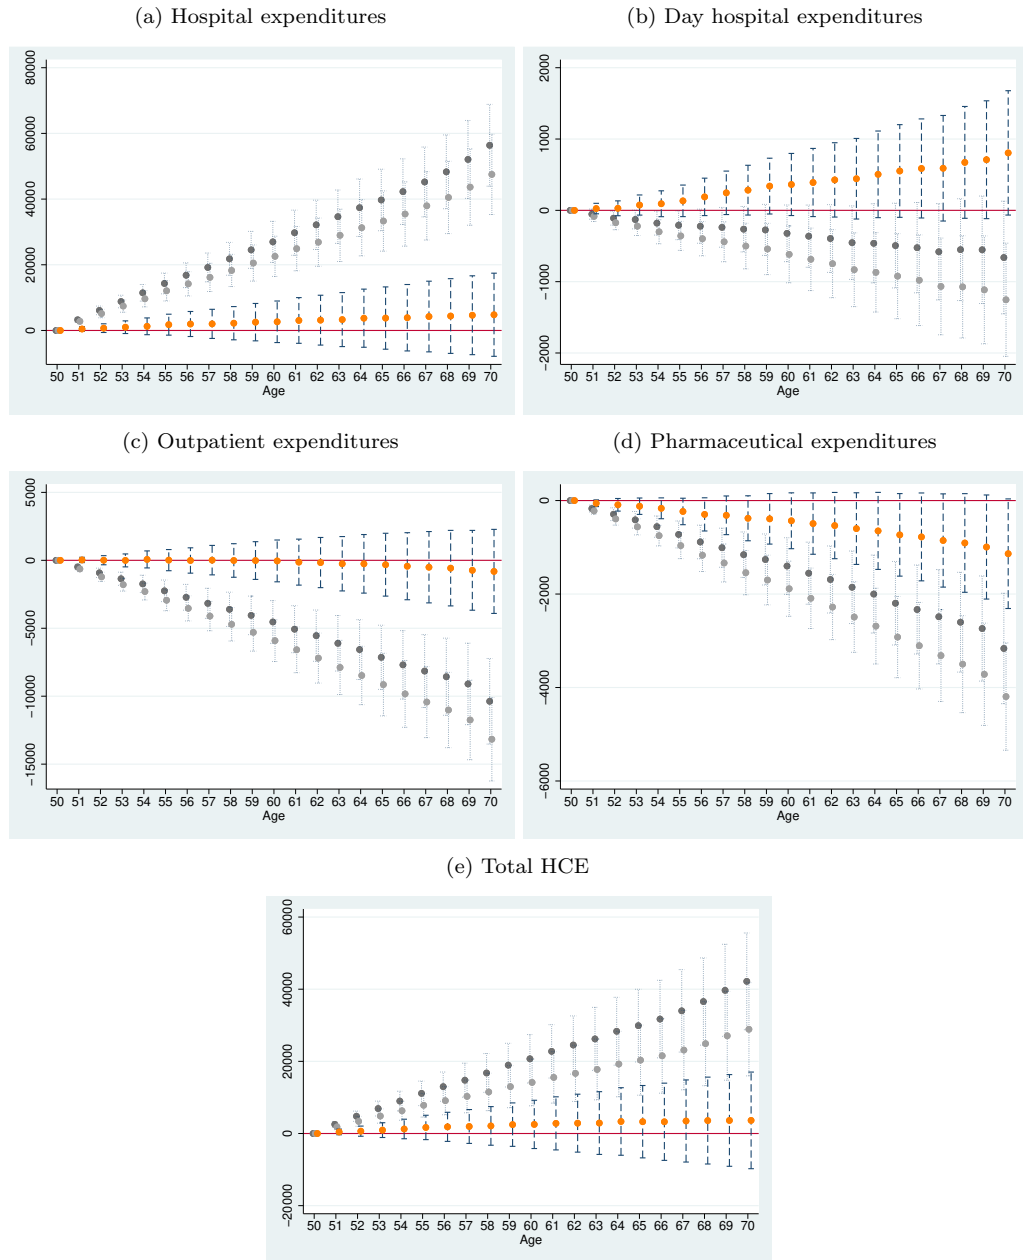 (a) Hospital expenditures
80000
60000
40000
20000
0
50 51 52 53 54 55 56 57 58 59 60 61 62 63 64 65 66 67 68 69 70
Age
(b) Day hospital expenditures
2000
1000
0
−1000
−2000
50 51 52 53 54 55 56 57 58 59 60 61 62 63 64 65 66 67 68 69 70
Age
(c) Outpatient expenditures
5000
0
−5000
−10000
−15000
50 51 52 53 54 55 56 57 58 59 60 61 62 63 64 65 66 67 68 69 70
Age
(d) Pharmaceutical expenditures
0
−2000
−4000
−6000
50 51 52 53 54 55 56 57 58 59 60 61 62 63 64 65 66 67 68 69 70
Age
(e) Total HCE
60000
40000
20000
0
−20000
50 51 52 53 54 55 56 57 58 59 60 61 62 63 64 65 66 67 68 69 70
Age